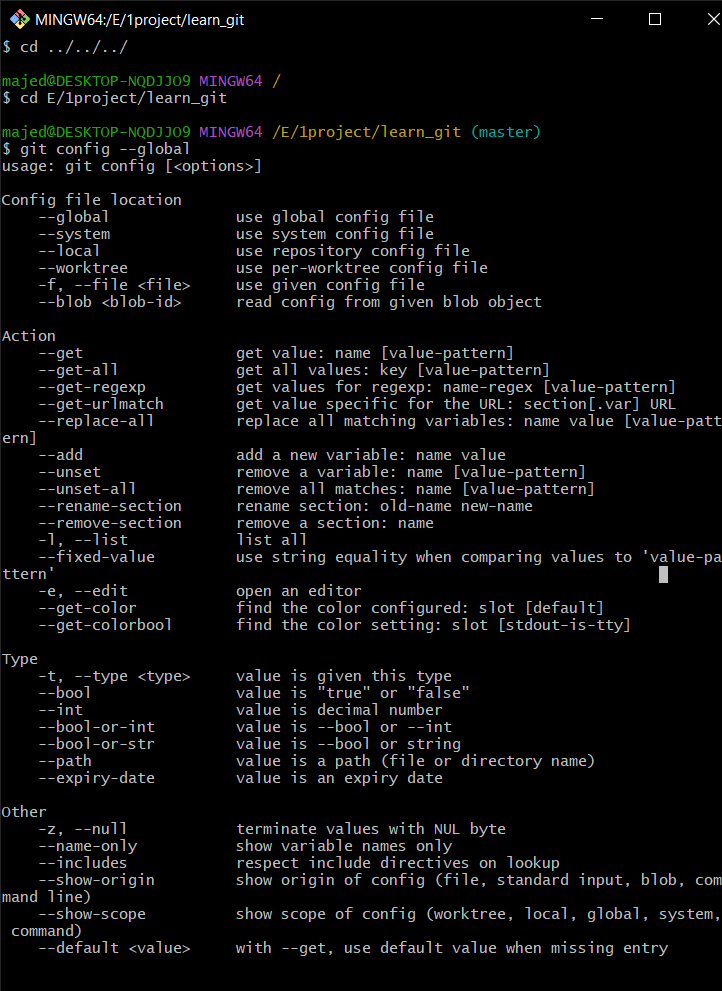 MINGW64:/E/1project/learn_git
$ cd ../../../
majed@DESKTOP-NQDJJO9 MINGW64 /
$ cd E/1project/learn_git
majed@DESKTOP-NQDJJO9 MINGW64 /E/1project/learn_git (master)
$ git config --global
usage: git config [<options>]
Config file location
    --global              use global config file
    --system              use system config file
    --local               use repository config file
    --worktree            use per-worktree config file
    -f, --file <file>     use given config file
    --blob <blob-id>      read config from given blob object
Action
    --get                 get value: name [value-pattern]
    --get-all             get all values: key [value-pattern]
    --get-regexp          get values for regexp: name-regex [value-pattern]
    --get-urlmatch        get value specific for the URL: section[.var] URL
    --replace-all         replace all matching variables: name value [value-patt
ern]
    --add                 add a new variable: name value
    --unset               remove a variable: name [value-pattern]
    --unset-all           remove all matches: name [value-pattern]
    --rename-section      rename section: old-name new-name
    --remove-section      remove a section: name
    -l, --list            list all
    --fixed-value         use string equality when comparing values to 'value-pa
ttern'
    -e, --edit            open an editor
    --get-color           find the color configured: slot [default]
    --get-colorbool       find the color setting: slot [stdout-is-tty]
Type
    -t, --type <type>     value is given this type
    --bool                value is "true" or "false"
    --int                 value is decimal number
    --bool-or-int         value is --bool or --int
    --bool-or-str         value is --bool or string
    --path                value is a path (file or directory name)
    --expiry-date         value is an expiry date
Other
    -z, --null            terminate values with NUL byte
    --name-only           show variable names only
    --includes            respect include directives on lookup
    --show-origin         show origin of config (file, standard input, blob, com
mand line)
    --show-scope          show scope of config (worktree, local, global, system,
 command)
    --default <value>     with --get, use default value when missing entry